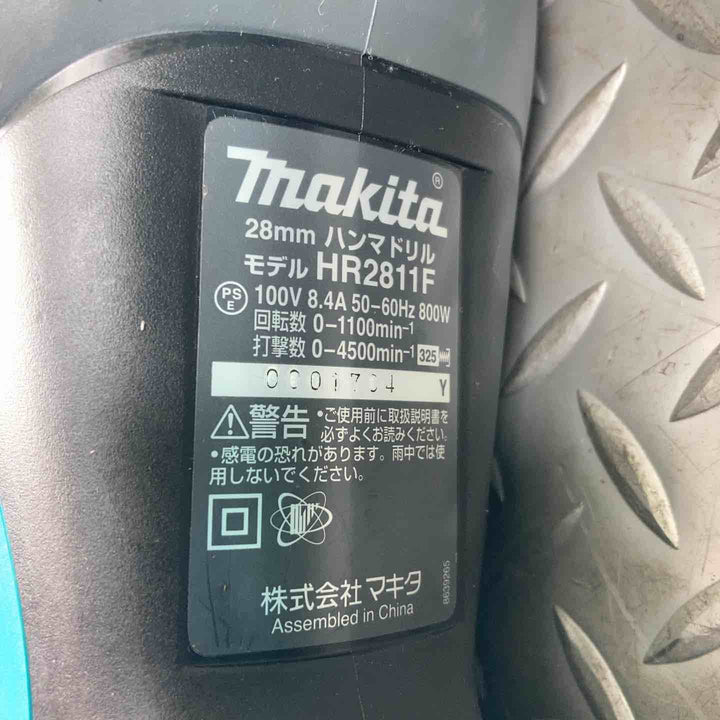 makita®
28mm ハンマドリル
モデル HR2811F
PS E 100V 8.4A 50-60Hz 800W
回転数 0-1100min-1
打撃数 0-4500min-1 325
Y
警告 •ご使用前に取扱説明書を
必ずよくお読みください。
•感電の恐れがあります。雨中では使
用しないでください。
株式会社 マキタ
Assembled in China
8639265